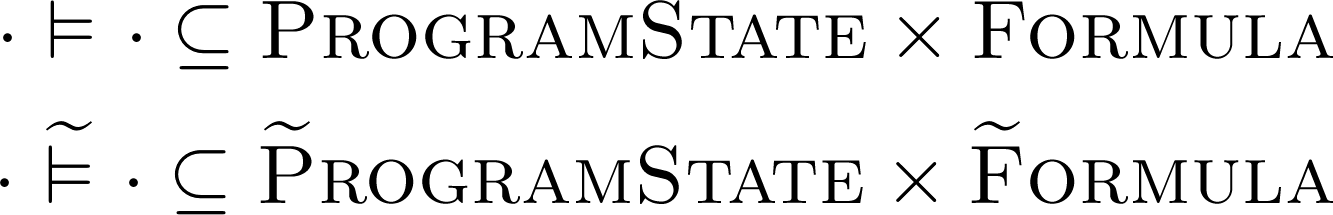 · ⊨ · ⊆ PROGRAMSTATE × FORMULA
· ⊨̃ · ⊆ P̃ROGRAMSTATE × F̃ORMULA